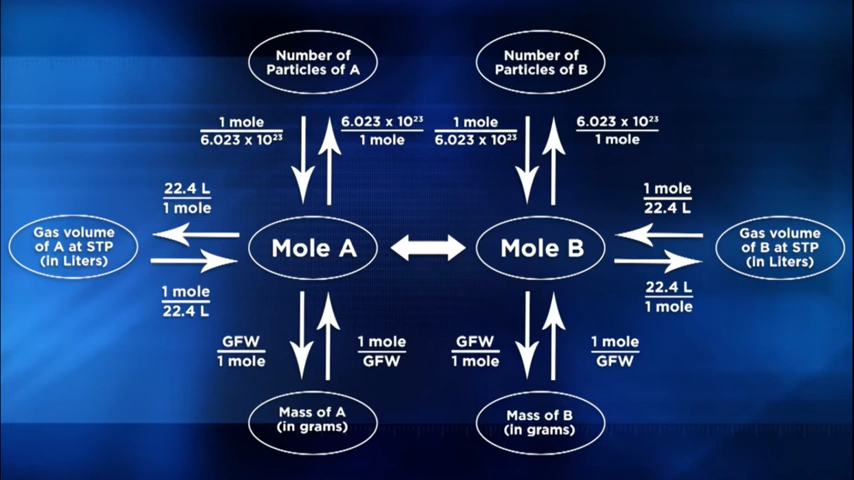 Number of
Particles of A
Number of
Particles of B
1 mole
6.023 x 10²³
6.023 x 10²³
1 mole
1 mole
6.023 x 10²³
6.023 x 10²³
1 mole
22.4 L
1 mole
1 mole
22.4 L
Gas volume
of A at STP
(in Liters)
Mole A
Mole B
Gas volume
of B at STP
(in Liters)
1 mole
22.4 L
22.4 L
1 mole
GFW
1 mole
1 mole
GFW
GFW
1 mole
1 mole
GFW
Mass of A
(in grams)
Mass of B
(in grams)